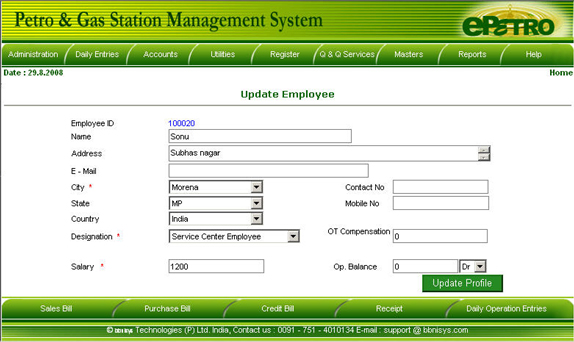 Petro & Gas Station Management System
ePetro
Administration Daily Entries Accounts Utilities Register Q & Q Services Masters Reports Help
Date : 29.8.2008 Home
Update Employee
Employee ID 100020
Name Sonu
Address Subhas nagar
E - Mail
City * Morena Contact No
State MP Mobile No
Country India
Designation * Service Center Employee OT Compensation 0
Salary * 1200 Op. Balance 0 Dr
Update Profile
Sales Bill Purchase Bill Credit Bill Receipt Daily Operation Entries
© bbnisys Technologies (P) Ltd. India, Contact us : 0091 - 751 - 4010134 E-mail : support @ bbnisys.com